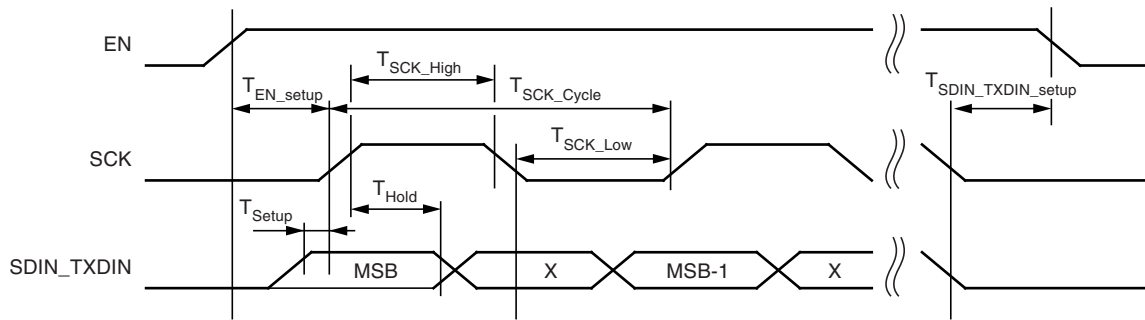 EN
T_SCK_High
T_EN_setup
T_SCK_Cycle
T_SDIN_TXDIN_setup
SCK
T_SCK_Low
T_Hold
T_Setup
SDIN_TXDIN
MSB
X
MSB-1
X